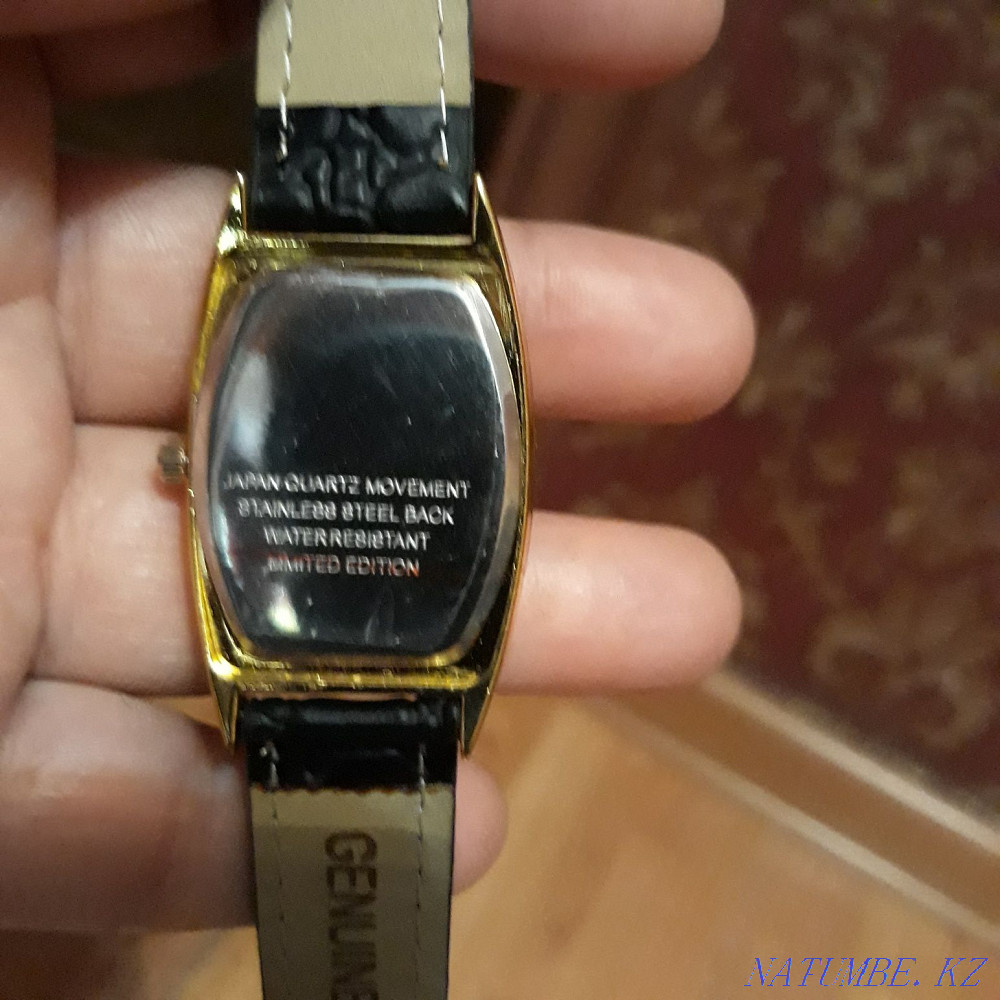 JAPAN QUARTZ MOVEMENT
STAINLESS STEEL BACK
WATER RESISTANT
LIMITED EDITION
GENUINE
NATUMBE.KZ